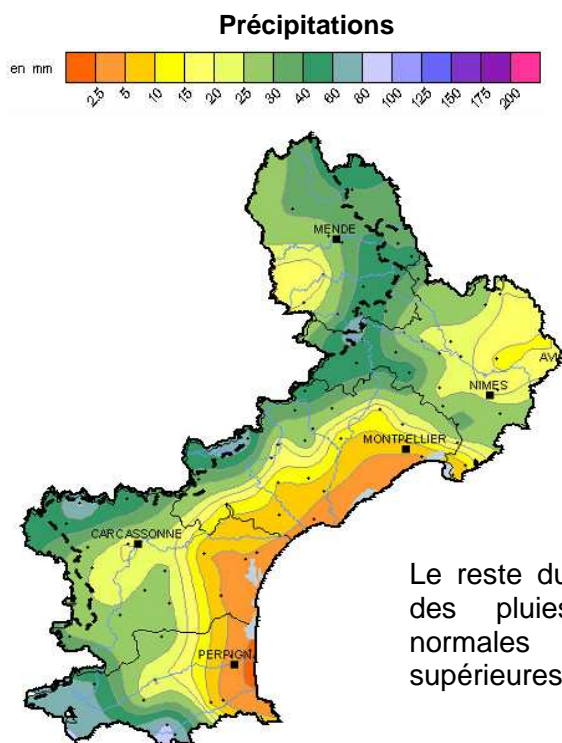 Précipitations
en mm
2.5 5 10 15 20 25 30 40 60 80 100 125 150 175 200
MENDE
AV
NIMES
MONTPELLIER
CARCASSONNE
PERPIGN
Le reste du
des pluies
normales
supérieures